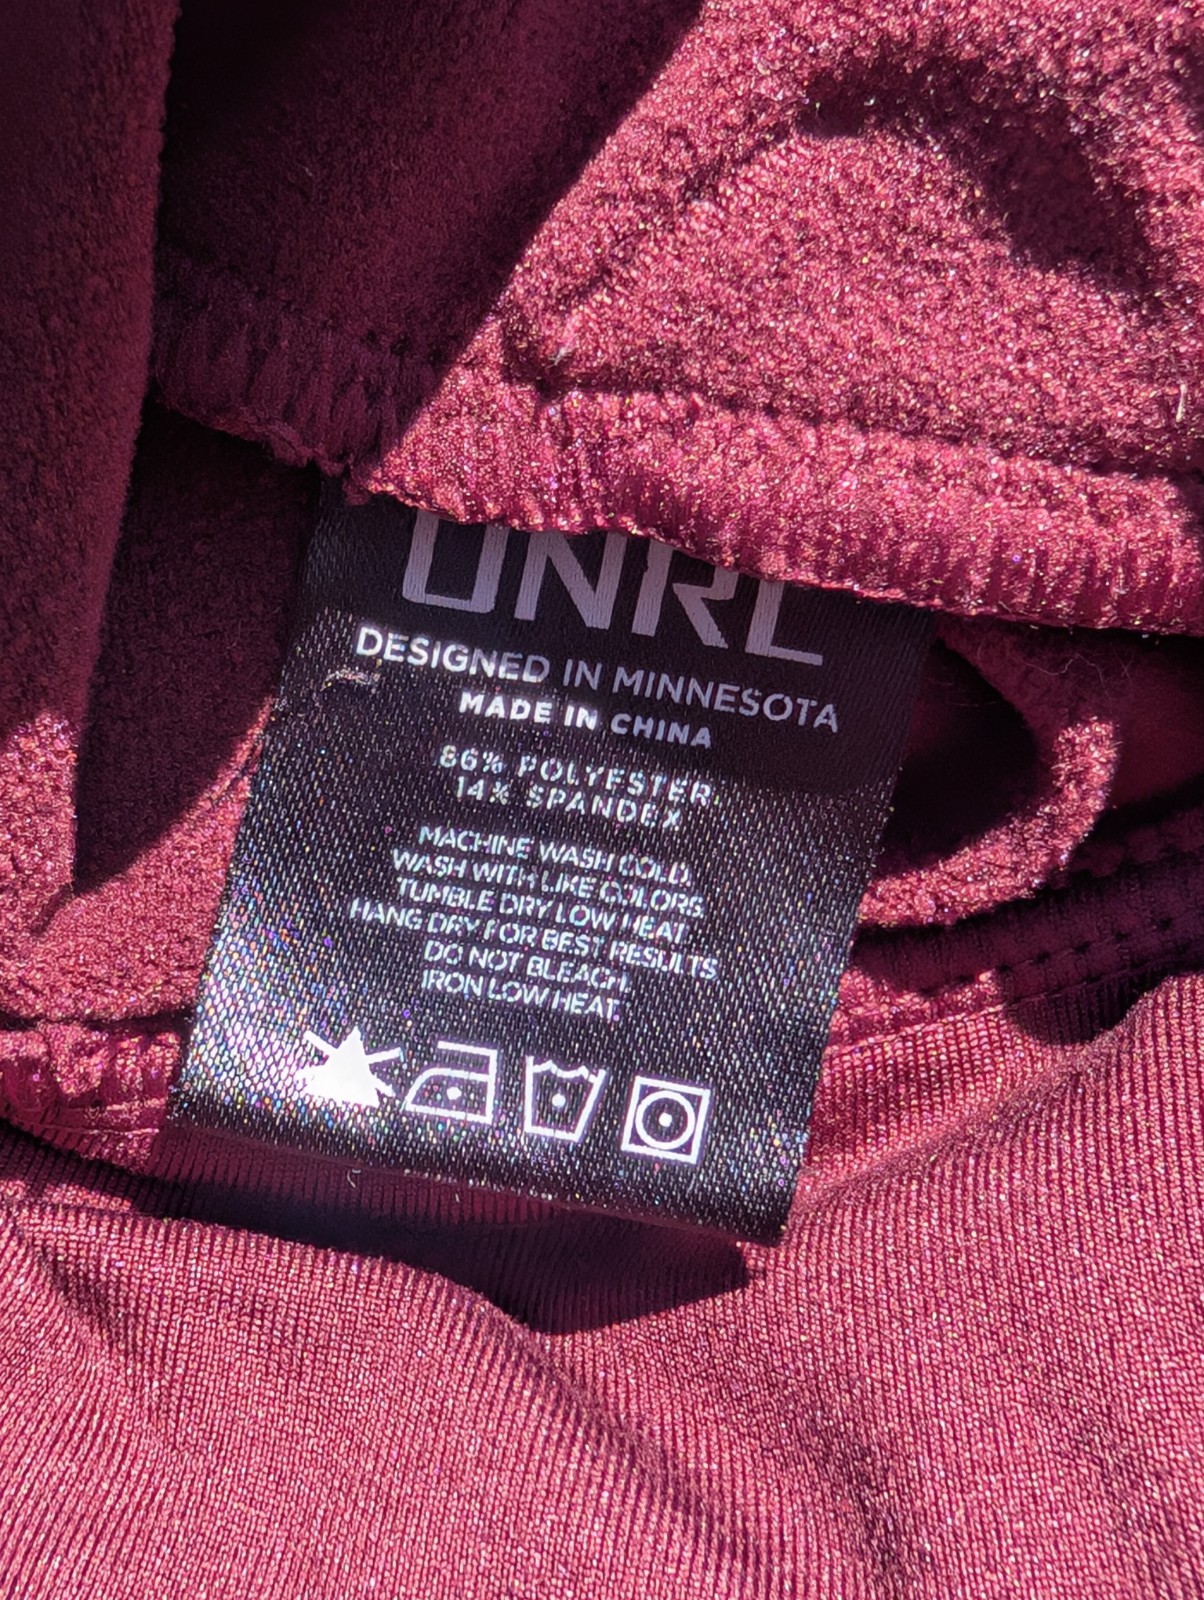 UNRL
DESIGNED IN MINNESOTA
MADE IN CHINA
86% POLYESTER
14% SPANDEX
MACHINE WASH COLD.
WASH WITH LIKE COLORS.
TUMBLE DRY LOW HEAT.
HANG DRY FOR BEST RESULTS
DO NOT BLEACH.
IRON LOW HEAT.